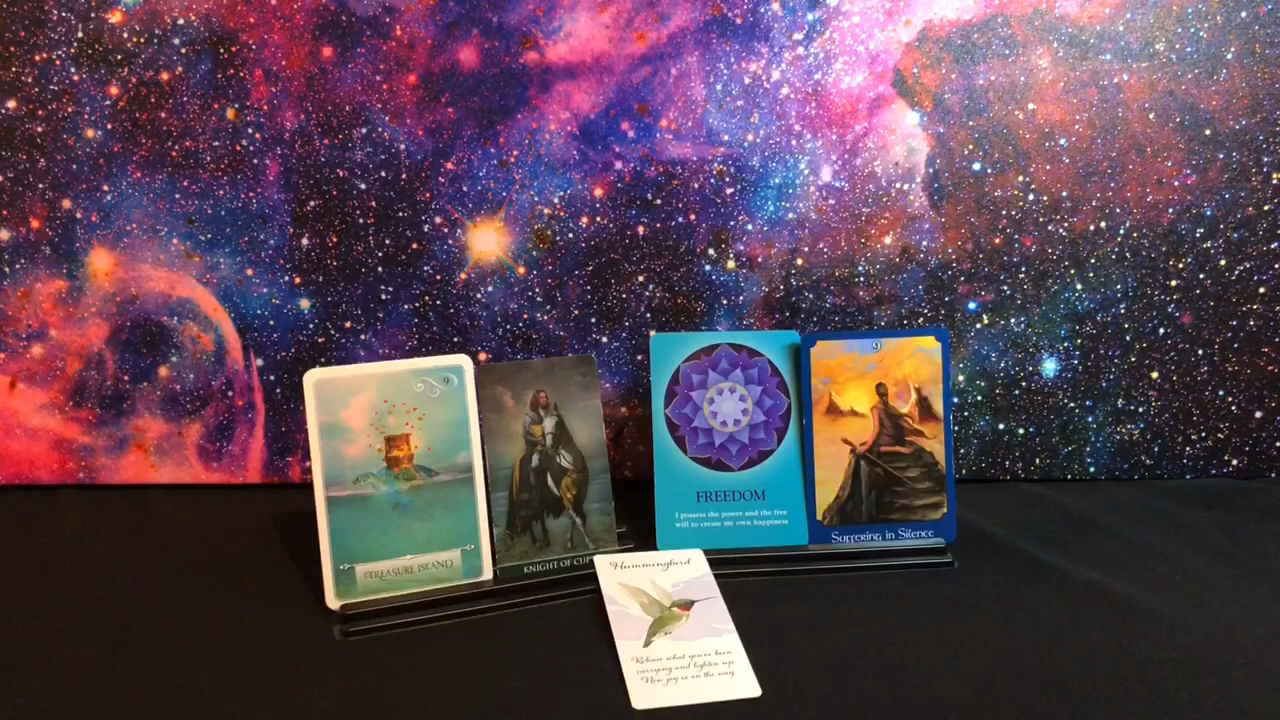 9
TREASURE ISLAND
KNIGHT OF CUPS
FREEDOM
I possess the power and the free
will to create my own happiness
9
Suffering in Silence
Hummingbird
Release what you've been
carrying and lighten up
New joy is on the way